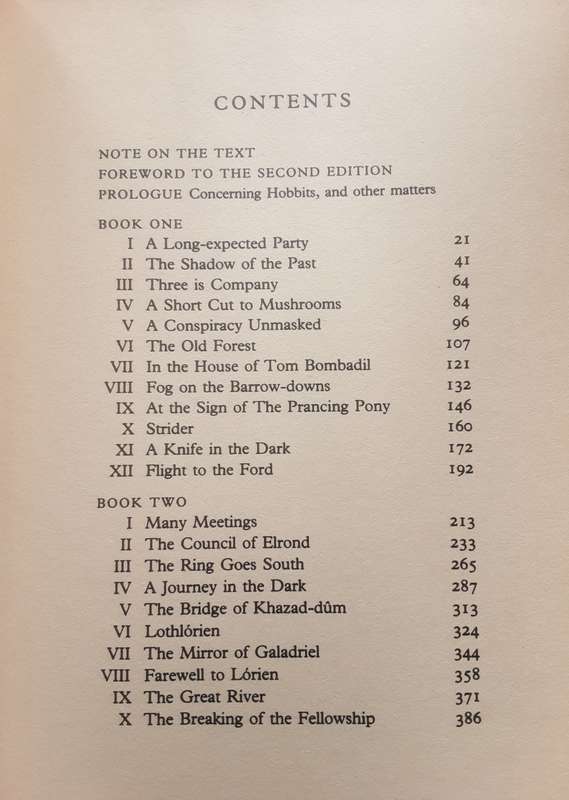 CONTENTS
NOTE ON THE TEXT
FOREWORD TO THE SECOND EDITION
PROLOGUE Concerning Hobbits, and other matters
BOOK ONE
I A Long-expected Party 21
II The Shadow of the Past 41
III Three is Company 64
IV A Short Cut to Mushrooms 84
V A Conspiracy Unmasked 96
VI The Old Forest 107
VII In the House of Tom Bombadil 121
VIII Fog on the Barrow-downs 132
IX At the Sign of The Prancing Pony 146
X Strider 160
XI A Knife in the Dark 172
XII Flight to the Ford 192
BOOK TWO
I Many Meetings 213
II The Council of Elrond 233
III The Ring Goes South 265
IV A Journey in the Dark 287
V The Bridge of Khazad-dûm 313
VI Lothlórien 324
VII The Mirror of Galadriel 344
VIII Farewell to Lórien 358
IX The Great River 371
X The Breaking of the Fellowship 386